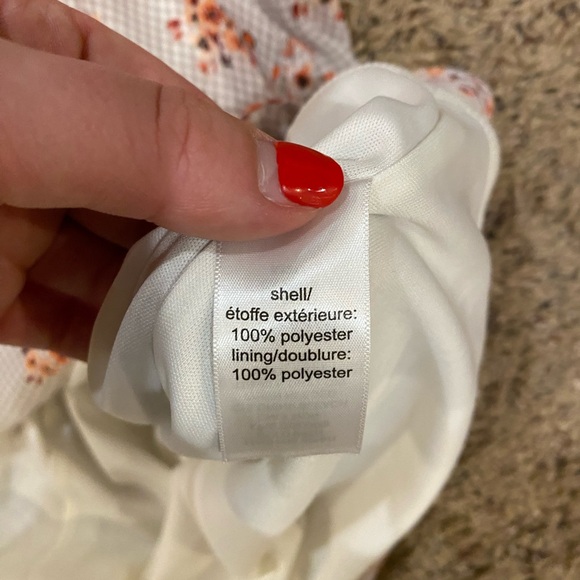 shell/
étoffe extérieure:
100% polyester
lining/doublure:
100% polyester